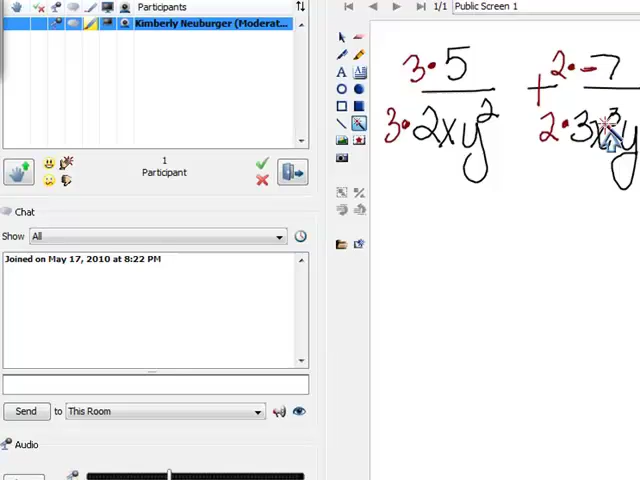 Participants
1/1 Public Screen 1
Kimberly Neuburger (Moderat...
3 • 5 + 2 • -7
3 • 2xy² 2 • 3x³y
1
Participant
Chat
Show All
Joined on May 17, 2010 at 8:22 PM
Send to This Room
Audio